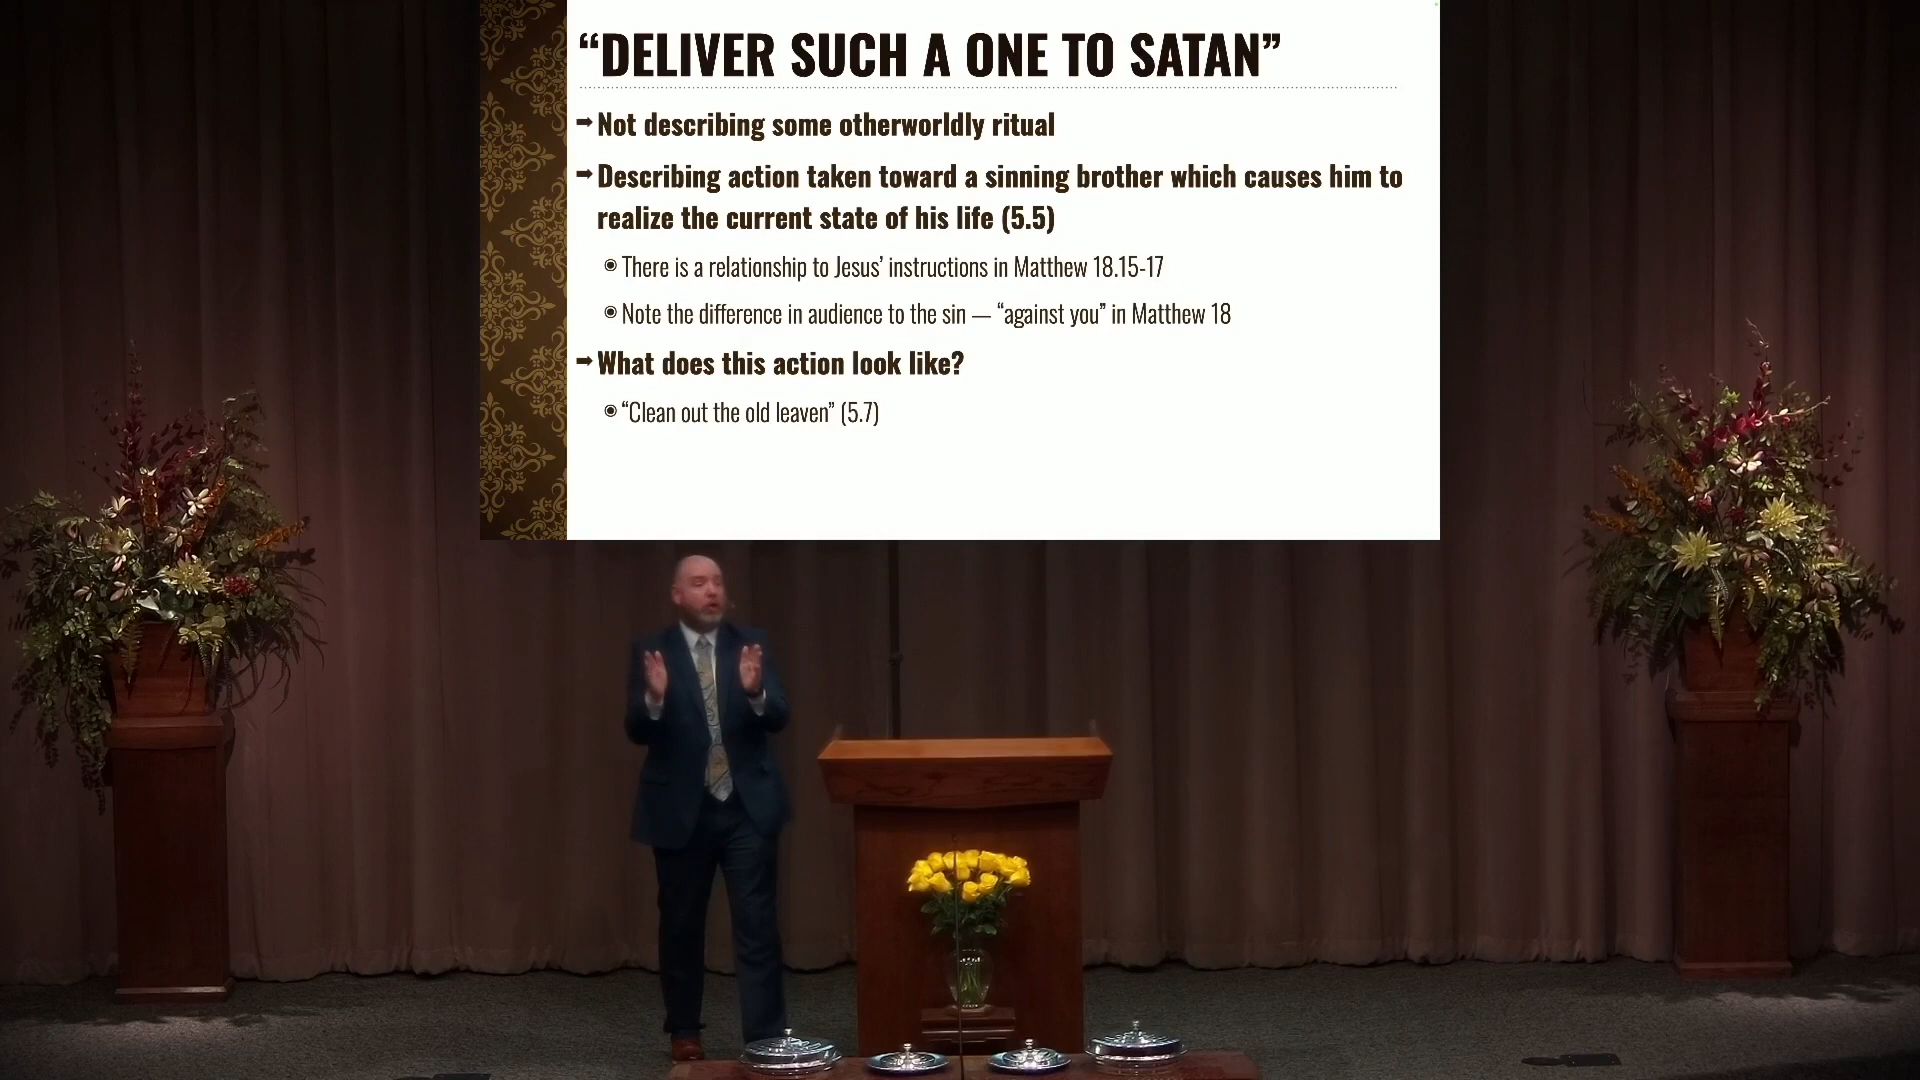 “DELIVER SUCH A ONE TO SATAN”
➡Not describing some otherworldly ritual
➡Describing action taken toward a sinning brother which causes him to
realize the current state of his life (5.5)
◉There is a relationship to Jesus’ instructions in Matthew 18.15-17
◉Note the difference in audience to the sin — “against you” in Matthew 18
➡What does this action look like?
◉“Clean out the old leaven” (5.7)